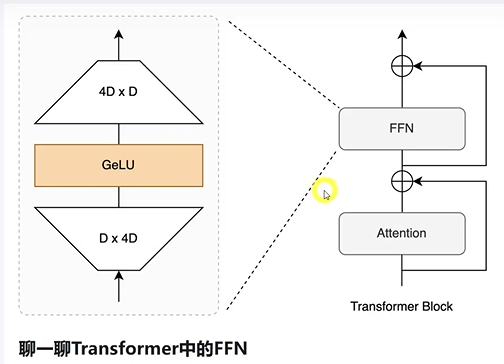 4D x D
GeLU
D x 4D
FFN
Attention
Transformer Block
聊一聊Transformer中的FFN